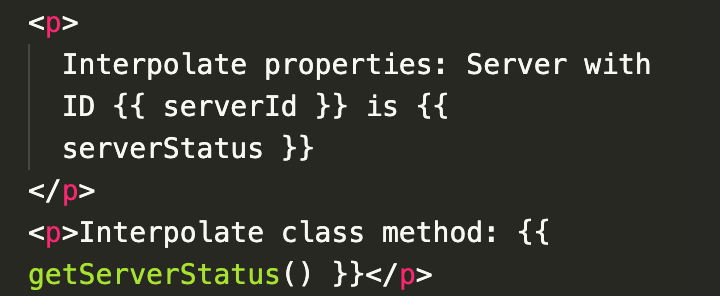 <p>
Interpolate properties: Server with
ID {{ serverId }} is {{
serverStatus }}
</p>
<p>Interpolate class method: {{
getServerStatus() }}</p>